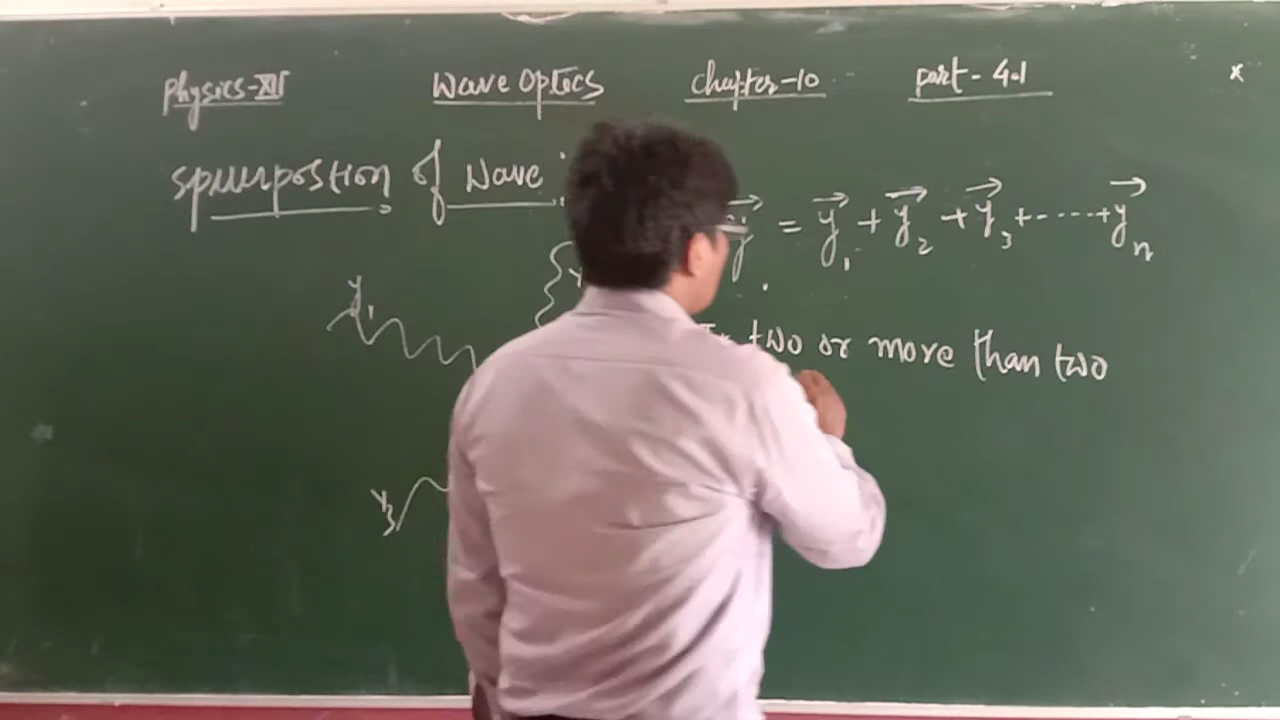 Physics-XII Wave Optics Chapter-10 part-4.1
Spuurpostion of Wave :
y⃗ = y⃗₁ + y⃗₂ + y⃗₃ + ----- + y⃗ₙ
y₁
two or more than two
y₃